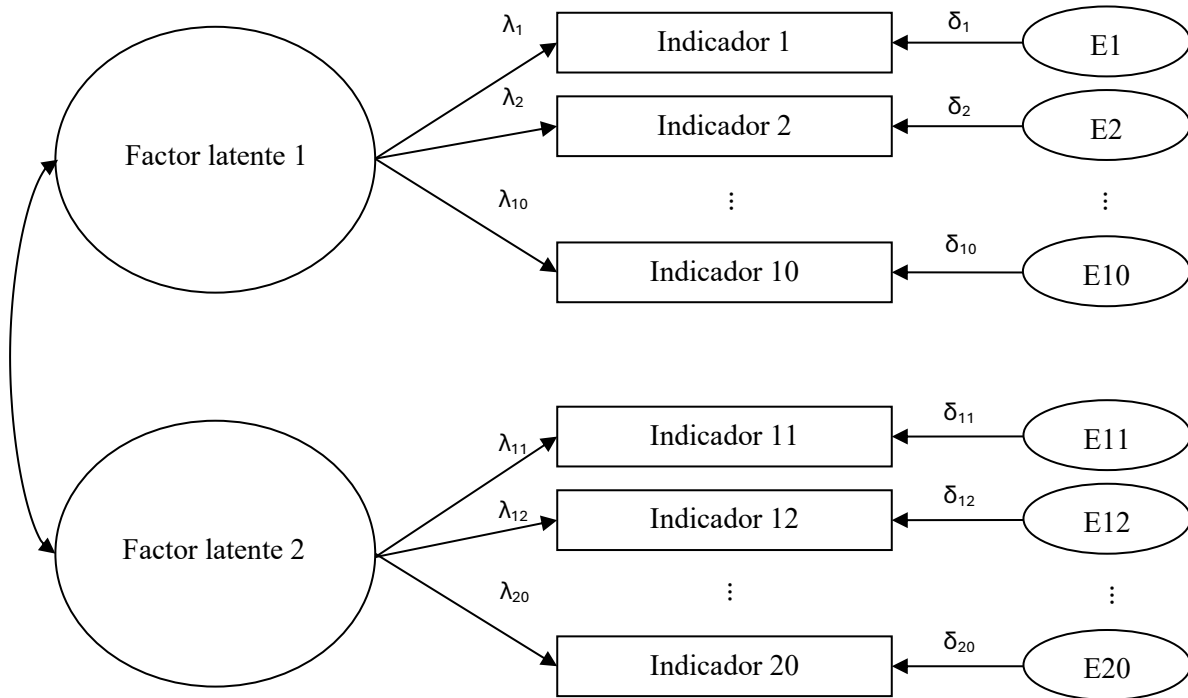 λ₁
Indicador 1
δ₁
E1
λ₂
Indicador 2
δ₂
E2
Factor latente 1
λ₁₀
⋮
⋮
Indicador 10
δ₁₀
E10
λ₁₁
Indicador 11
δ₁₁
E11
λ₁₂
Indicador 12
δ₁₂
E12
Factor latente 2
λ₂₀
⋮
⋮
Indicador 20
δ₂₀
E20